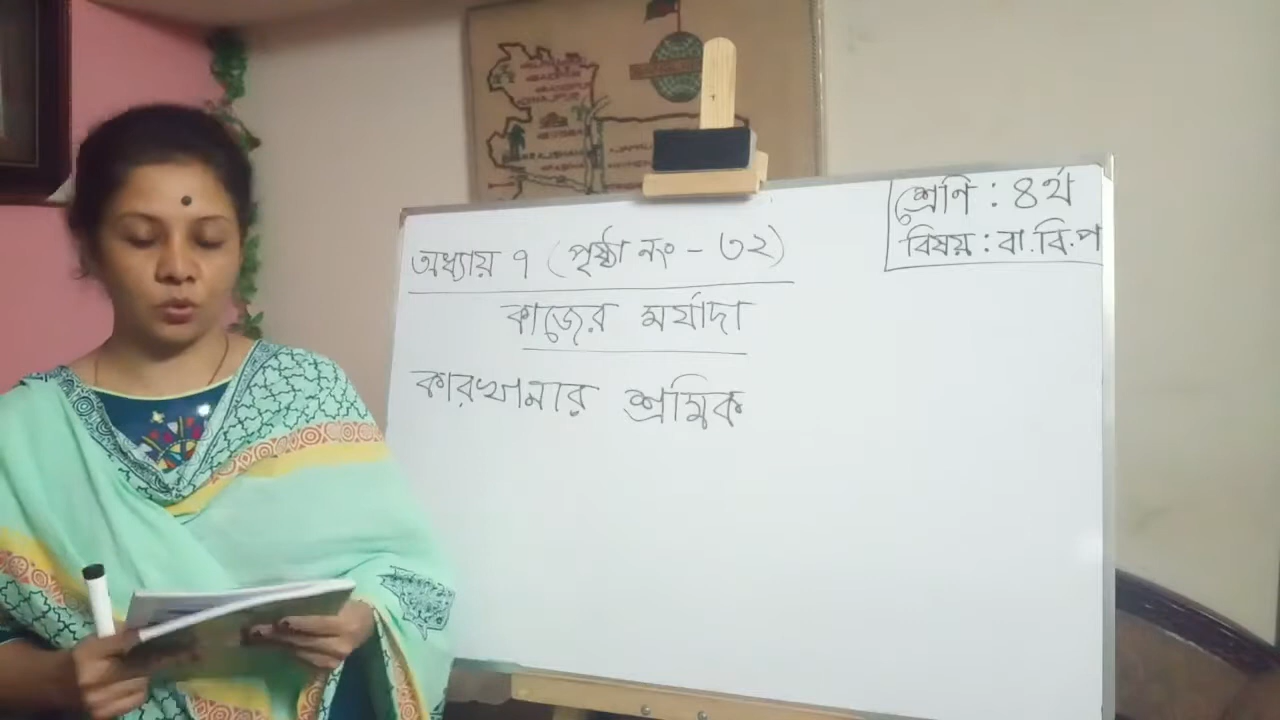 শ্রেণি : ৪র্থ
বিষয় : বা.বি.প
অধ্যায় ৭ (পৃষ্ঠা নং - ৩২)
কাজের মর্যাদা
কারখানার শ্রমিক